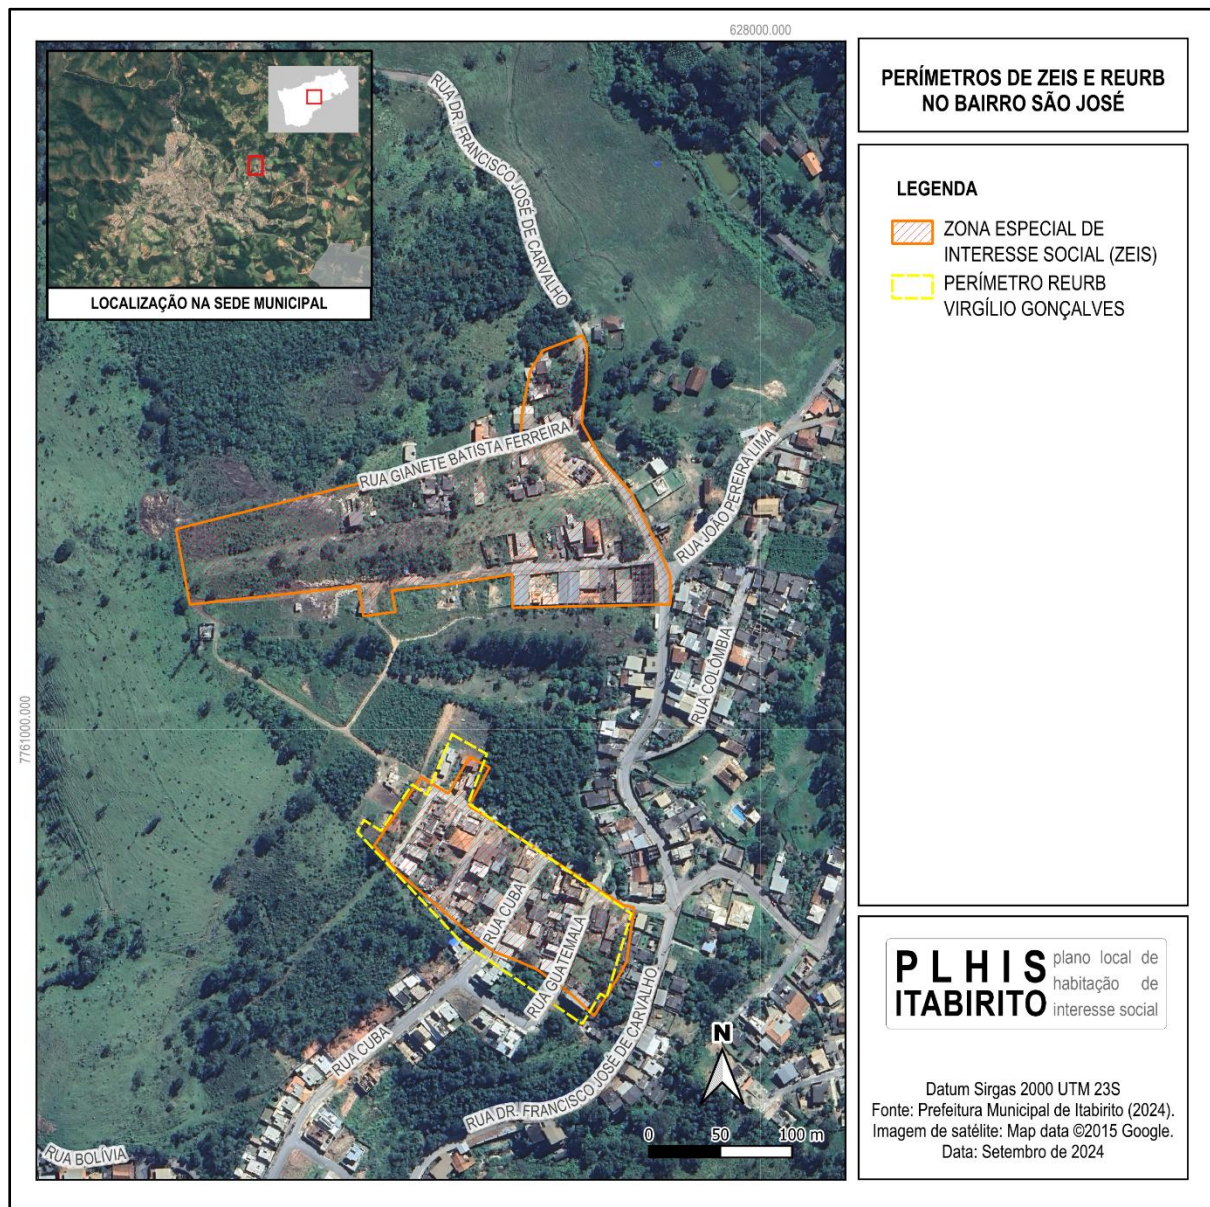 628000.000
7761000.000
LOCALIZAÇÃO NA SEDE MUNICIPAL
RUA DR. FRANCISCO JOSÉ DE CARVALHO
RUA GIANETE BATISTA FERREIRA
RUA JOÃO PEREIRA LIMA
RUA COLÔMBIA
RUA CUBA
RUA GUATEMALA
RUA CUBA
RUA DR. FRANCISCO JOSÉ DE CARVALHO
RUA BOLÍVIA
N
0 50 100 m
PERÍMETROS DE ZEIS E REURB
NO BAIRRO SÃO JOSÉ
LEGENDA
ZONA ESPECIAL DE
INTERESSE SOCIAL (ZEIS)
PERÍMETRO REURB
VIRGÍLIO GONÇALVES
PLHIS
ITABIRITO
plano local de
habitação de
interesse social
Datum Sirgas 2000 UTM 23S
Fonte: Prefeitura Municipal de Itabirito (2024).
Imagem de satélite: Map data ©2015 Google.
Data: Setembro de 2024